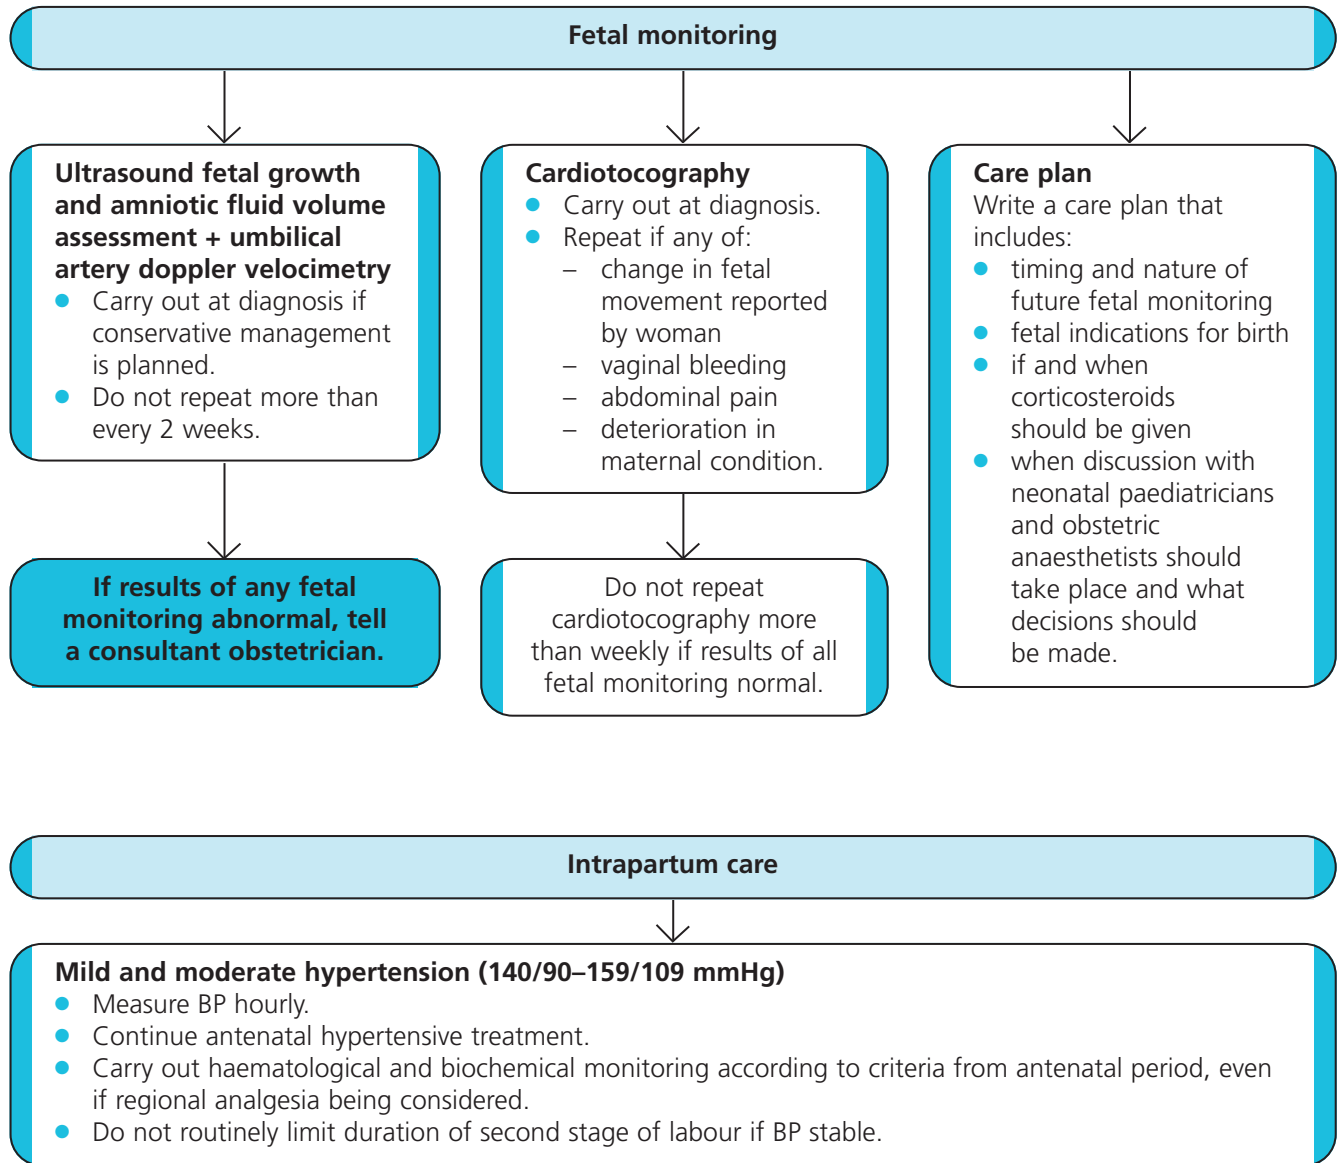 Fetal monitoring
Ultrasound fetal growth
and amniotic fluid volume
assessment + umbilical
artery doppler velocimetry
● Carry out at diagnosis if
conservative management
is planned.
● Do not repeat more than
every 2 weeks.
If results of any fetal
monitoring abnormal, tell
a consultant obstetrician.
Cardiotocography
● Carry out at diagnosis.
● Repeat if any of:
– change in fetal
movement reported
by woman
– vaginal bleeding
– abdominal pain
– deterioration in
maternal condition.
Do not repeat
cardiotocography more
than weekly if results of all
fetal monitoring normal.
Care plan
Write a care plan that
includes:
● timing and nature of
future fetal monitoring
● fetal indications for birth
● if and when
corticosteroids
should be given
● when discussion with
neonatal paediatricians
and obstetric
anaesthetists should
take place and what
decisions should
be made.
Intrapartum care
Mild and moderate hypertension (140/90–159/109 mmHg)
● Measure BP hourly.
● Continue antenatal hypertensive treatment.
● Carry out haematological and biochemical monitoring according to criteria from antenatal period, even
if regional analgesia being considered.
● Do not routinely limit duration of second stage of labour if BP stable.